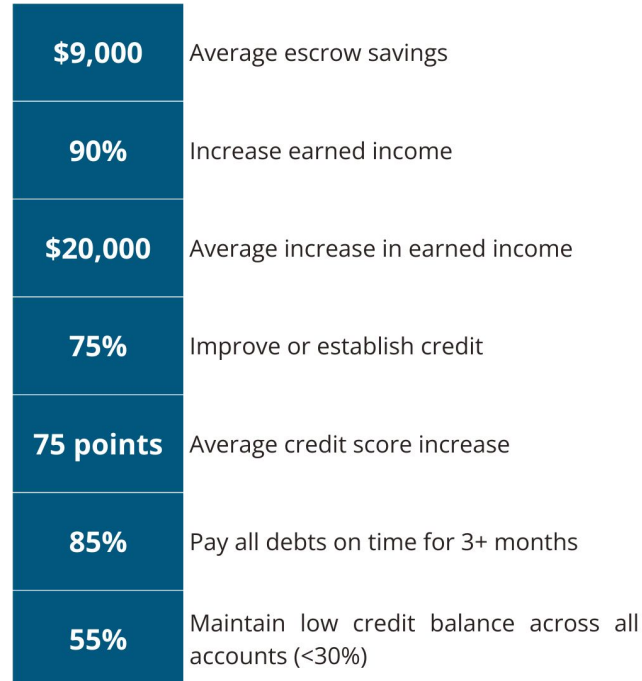 $9,000 Average escrow savings
90% Increase earned income
$20,000 Average increase in earned income
75% Improve or establish credit
75 points Average credit score increase
85% Pay all debts on time for 3+ months
55% Maintain low credit balance across all
accounts (<30%)